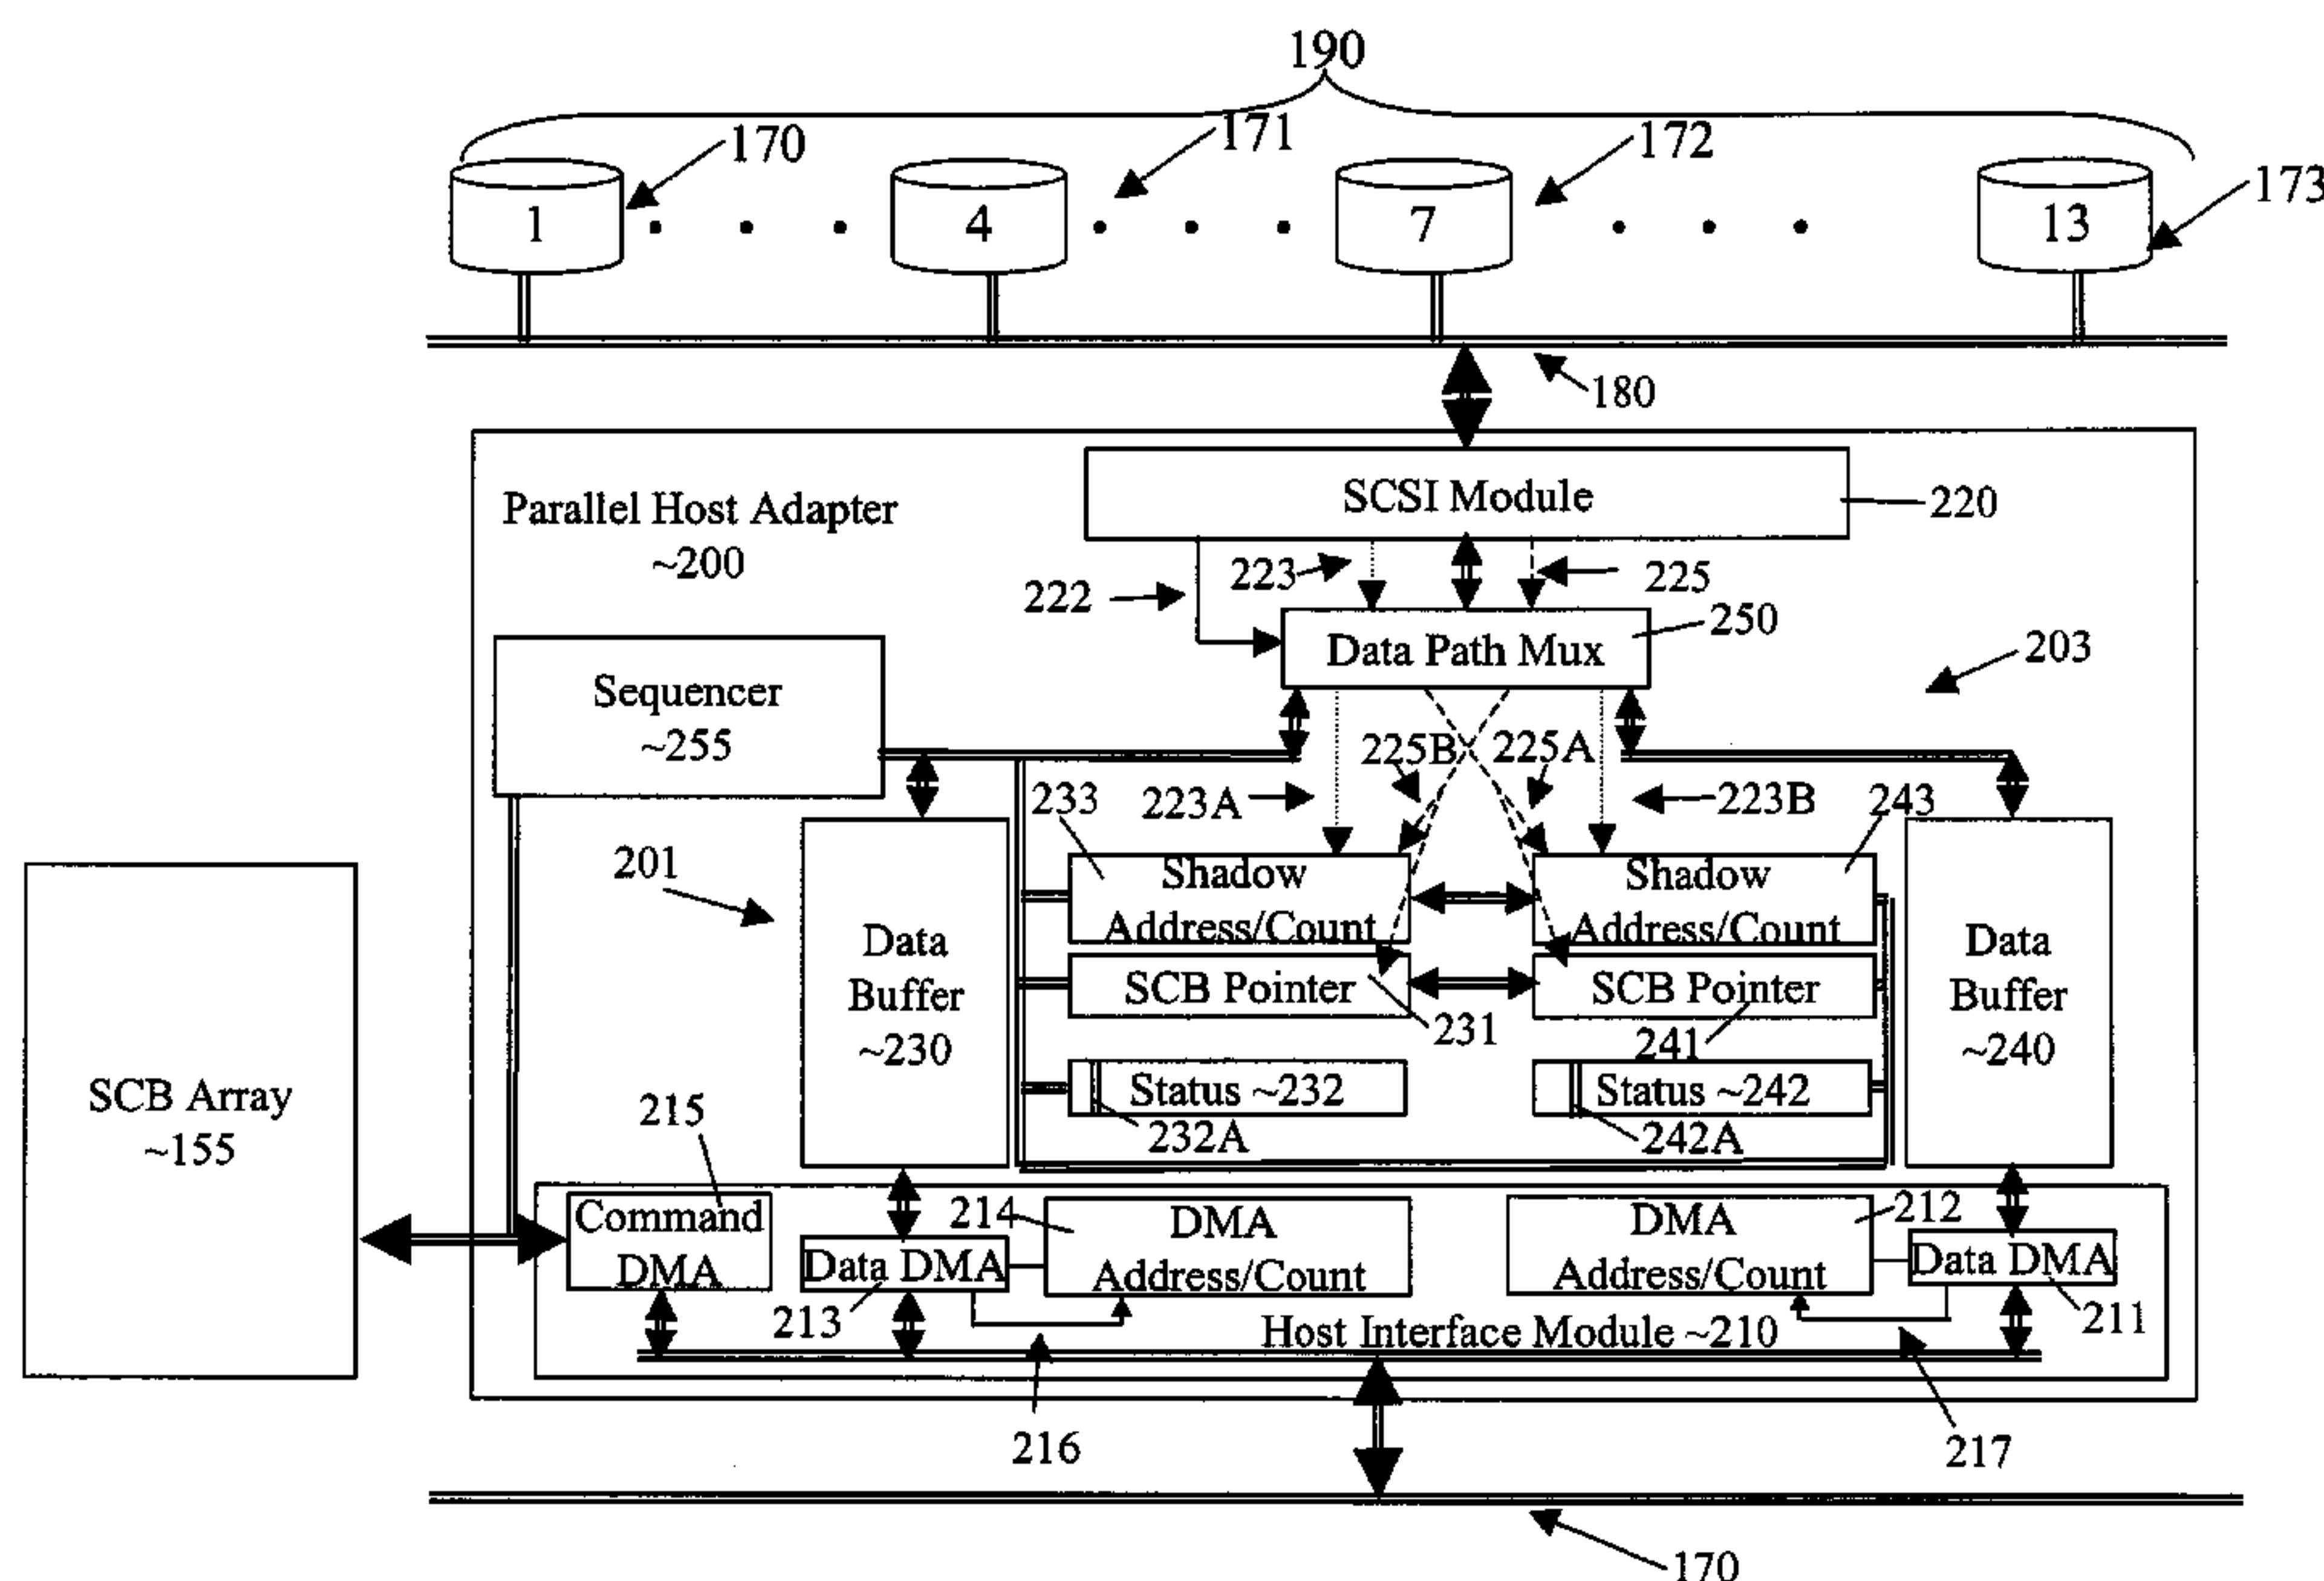 190
170
171
172
173
1
4
7
13
180
Parallel Host Adapter
~200
SCSI Module
220
222
223
225
250
Data Path Mux
203
Sequencer
~255
225B
225A
233
223A
223B
243
201
Shadow
Address/Count
Shadow
Address/Count
Data
Buffer
~230
Data
Buffer
~240
SCB Pointer
SCB Pointer
231
241
SCB Array
~155
Status ~232
Status ~242
232A
242A
215
Command
DMA
214
DMA
Address/Count
DMA
Address/Count
212
Data DMA
Data DMA
213
211
Host Interface Module ~210
216
217
170